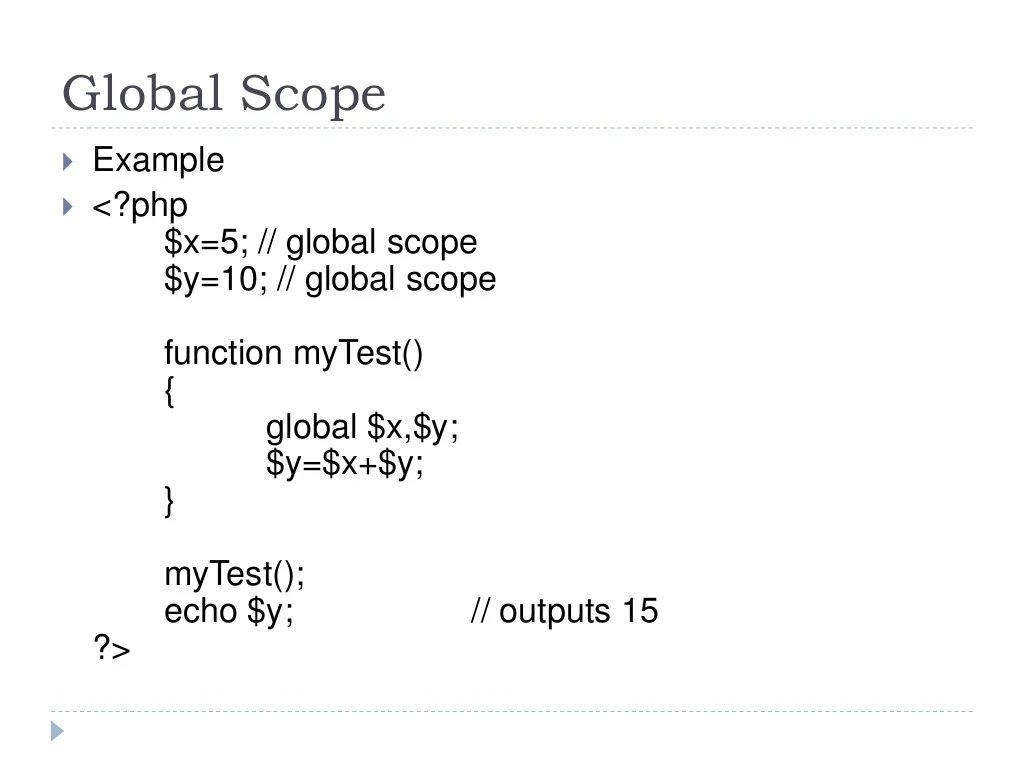 Global Scope
Example
<?php
$x=5; // global scope
$y=10; // global scope
function myTest()
{
global $x,$y;
$y=$x+$y;
}
myTest();
echo $y; // outputs 15
?>